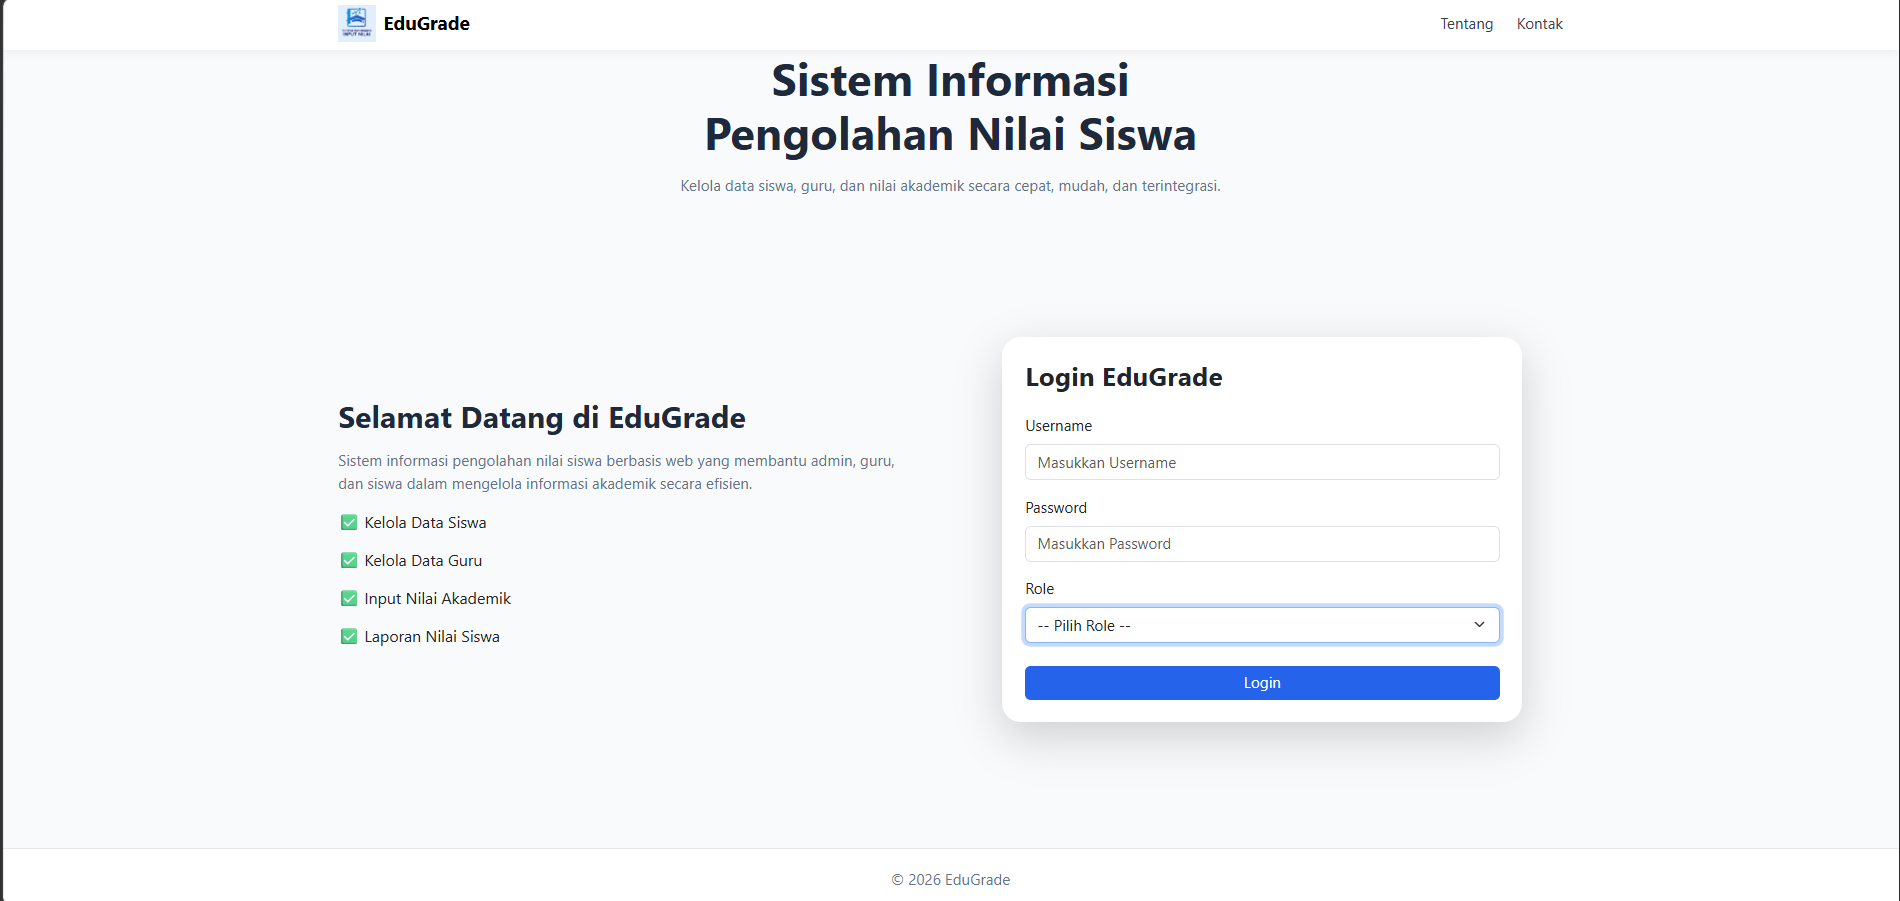 EduGrade
Tentang
Kontak
Sistem Informasi
Pengolahan Nilai Siswa
Kelola data siswa, guru, dan nilai akademik secara cepat, mudah, dan terintegrasi.
Selamat Datang di EduGrade
Sistem informasi pengolahan nilai siswa berbasis web yang membantu admin, guru,
dan siswa dalam mengelola informasi akademik secara efisien.
Kelola Data Siswa
Kelola Data Guru
Input Nilai Akademik
Laporan Nilai Siswa
Login EduGrade
Username
Masukkan Username
Password
Masukkan Password
Role
-- Pilih Role --
Login
© 2026 EduGrade